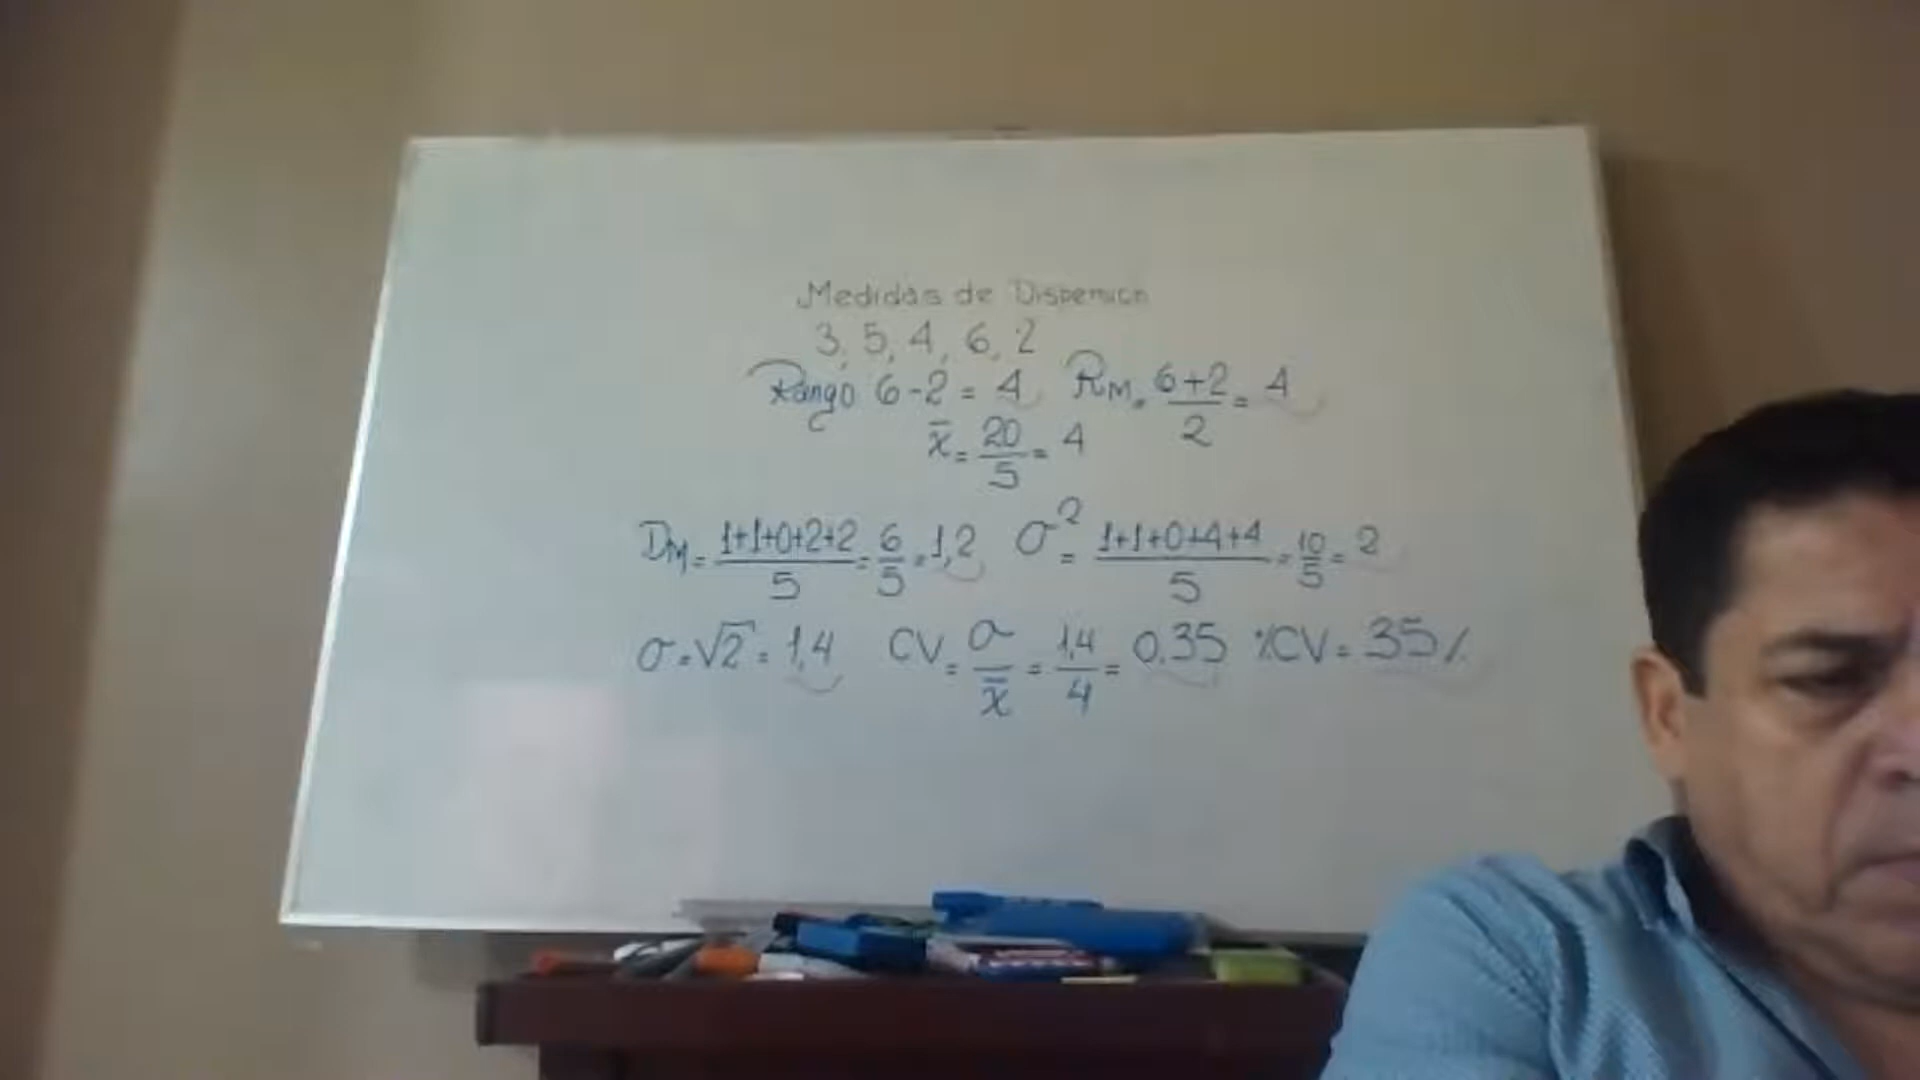 Medidas de Dispersión
3, 5, 4, 6, 2
Rango 6-2 = 4 RM = 6+2/2 = 4
x̄ = 20/5 = 4
DM = 1+1+0+2+2/5 = 6/5 = 1,2 σ² = 1+1+0+4+4/5 = 10/5 = 2
σ = √2 = 1,4 CV = σ/x̄ = 1,4/4 = 0,35 %CV = 35%